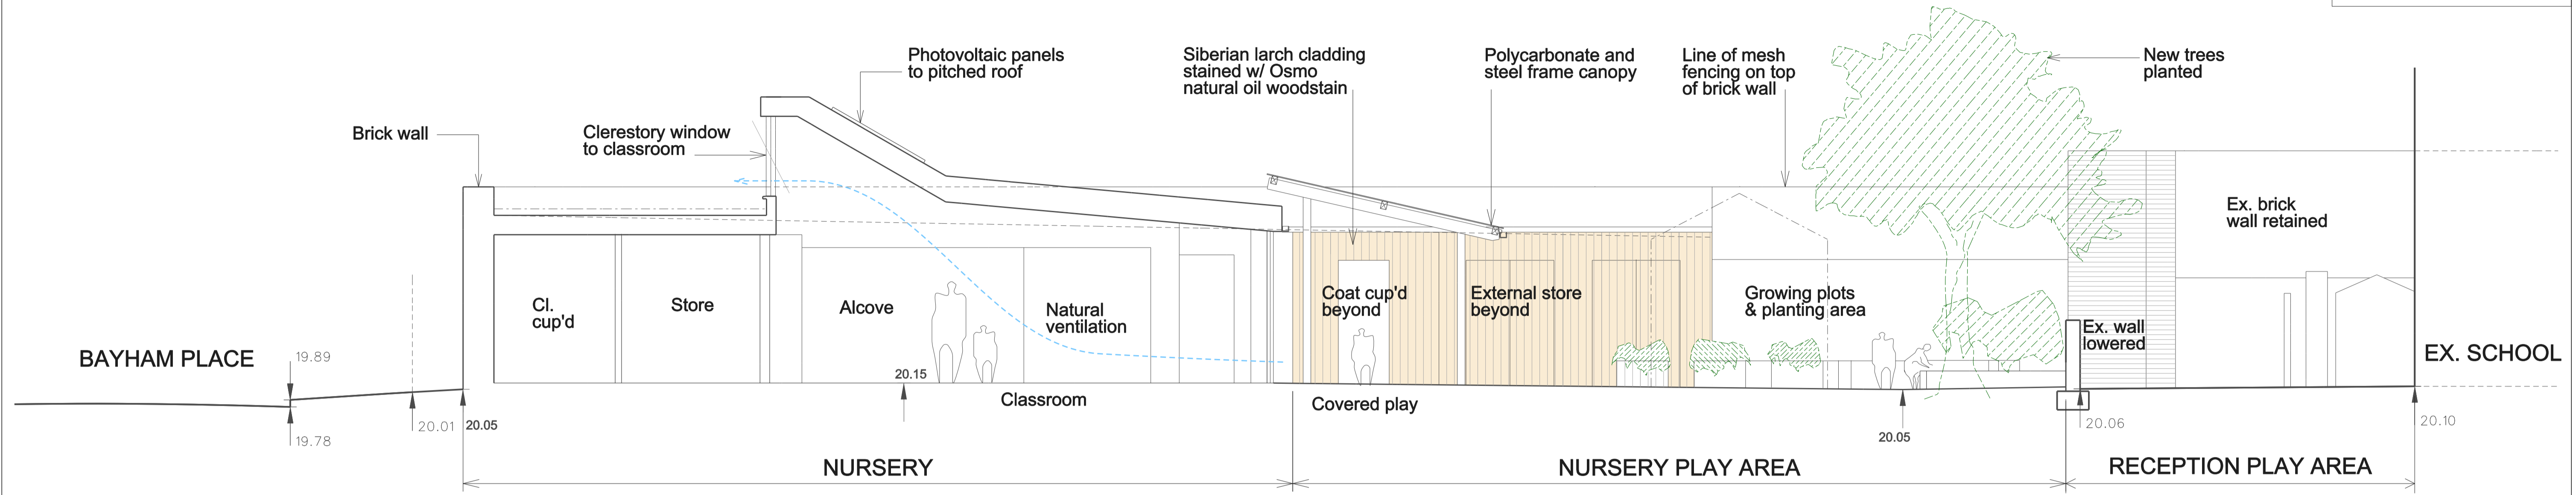 Photovoltaic panels
to pitched roof
Siberian larch cladding
stained w/ Osmo
natural oil woodstain
Polycarbonate and
steel frame canopy
Line of mesh
fencing on top
of brick wall
New trees
planted
Brick wall
Clerestory window
to classroom
Ex. brick
wall retained
Cl.
cup'd
Store
Alcove
Natural
ventilation
Coat cup'd
beyond
External store
beyond
Growing plots
& planting area
Ex. wall
lowered
BAYHAM PLACE
EX. SCHOOL
19.89
20.15
Classroom
Covered play
19.78
20.01
20.05
20.05
20.06
20.10
NURSERY
NURSERY PLAY AREA
RECEPTION PLAY AREA